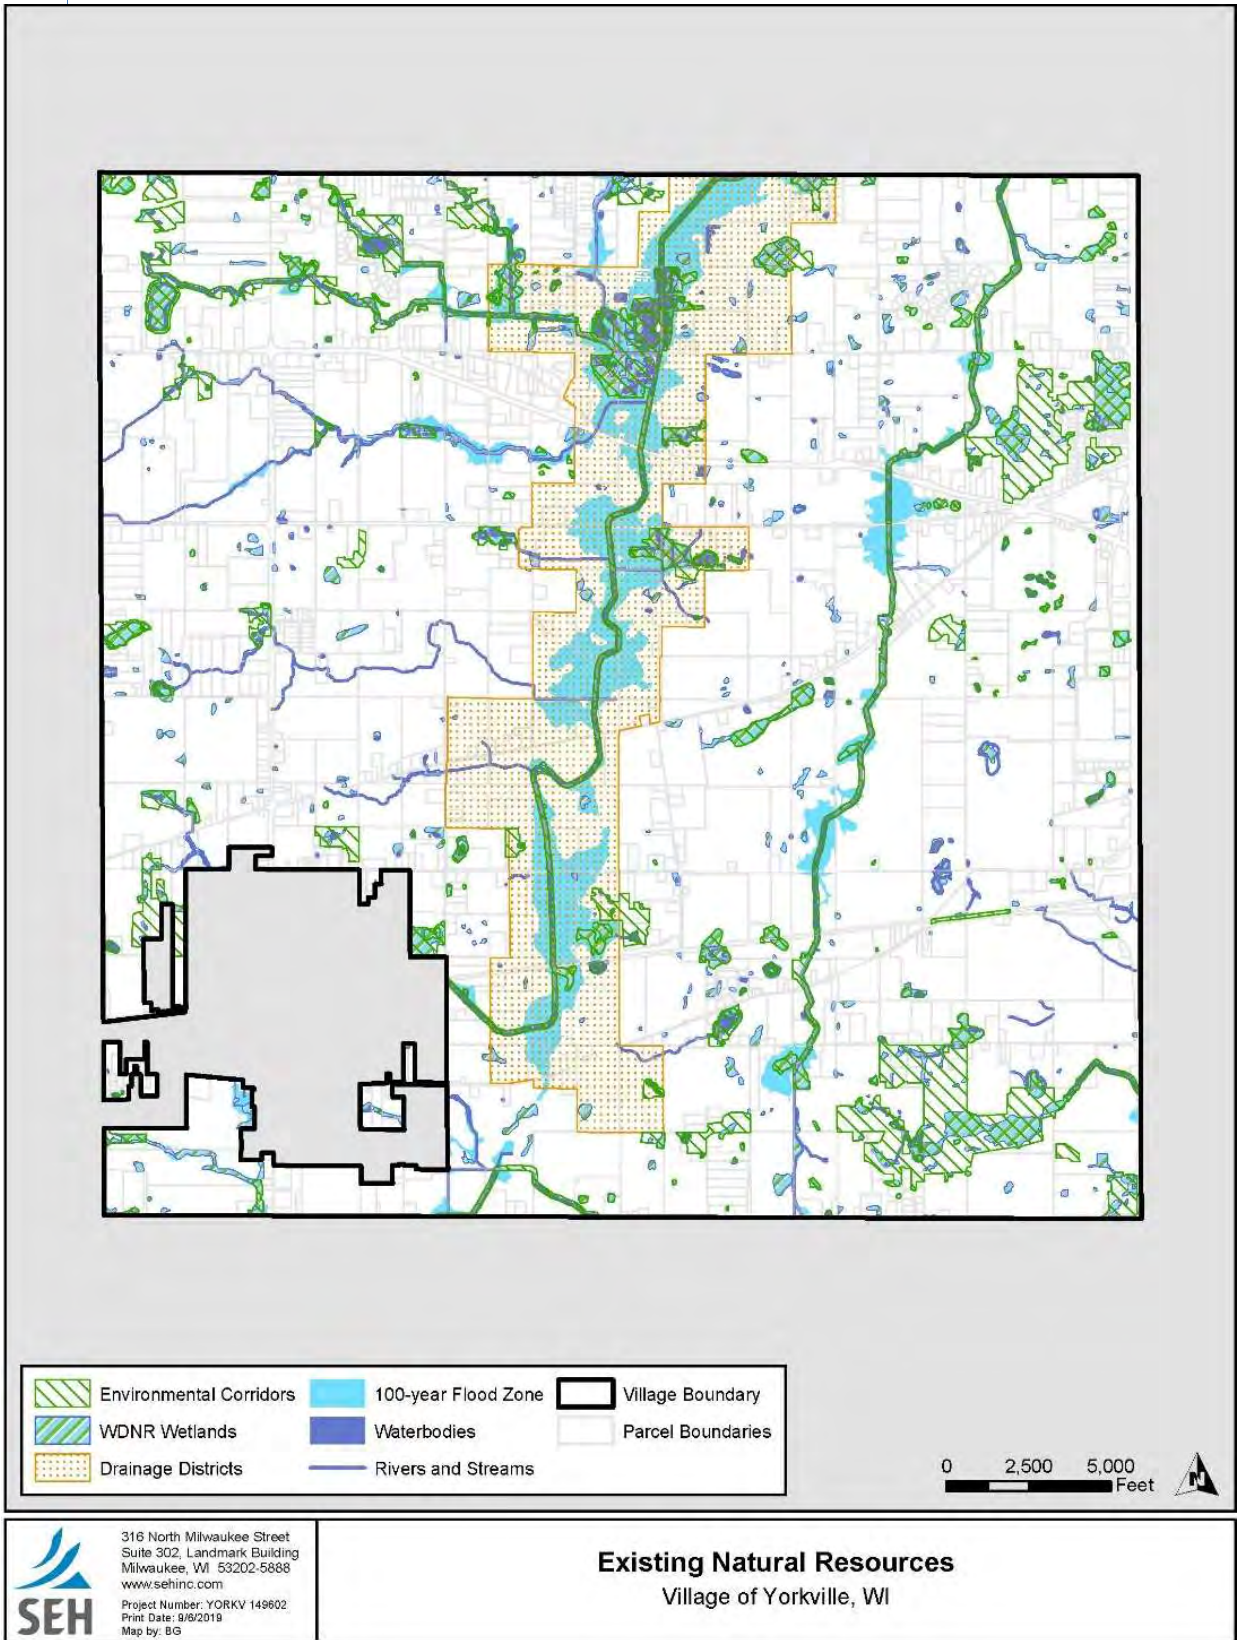 Environmental Corridors
WDNR Wetlands
Drainage Districts
100-year Flood Zone
Waterbodies
Rivers and Streams
Village Boundary
Parcel Boundaries
0 2,500 5,000
Feet
N
SEH
316 North Milwaukee Street
Suite 302, Landmark Building
Milwaukee, WI 53202-5888
www.sehinc.com
Project Number: YORKV 149602
Print Date: 9/6/2019
Map by: BG
Existing Natural Resources
Village of Yorkville, WI